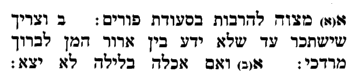 א(א) מצוה להרבות בסעודת פורים: ב וצריך
שישתכר עד שלא ידע בין ארור המן לברוך
מרדכי: א(ב) ואם אכלה בלילה לא יצא: